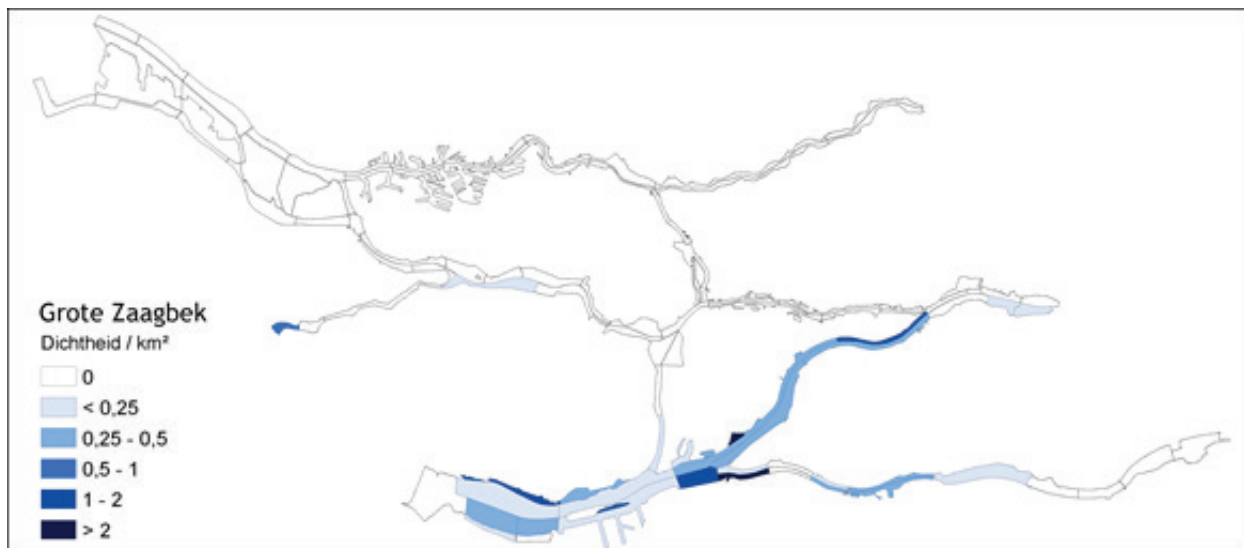 Grote Zaagbek
Dichtheid / km²
0
< 0,25
0,25 - 0,5
0,5 - 1
1 - 2
> 2